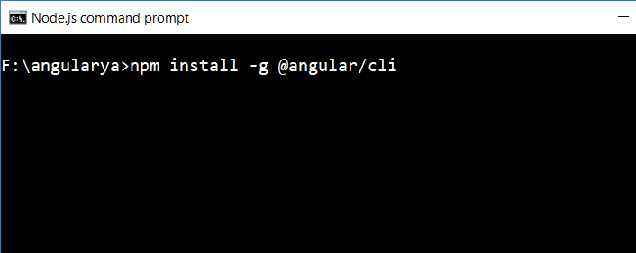 Node.js command prompt
F:\angularya>npm install -g @angular/cli